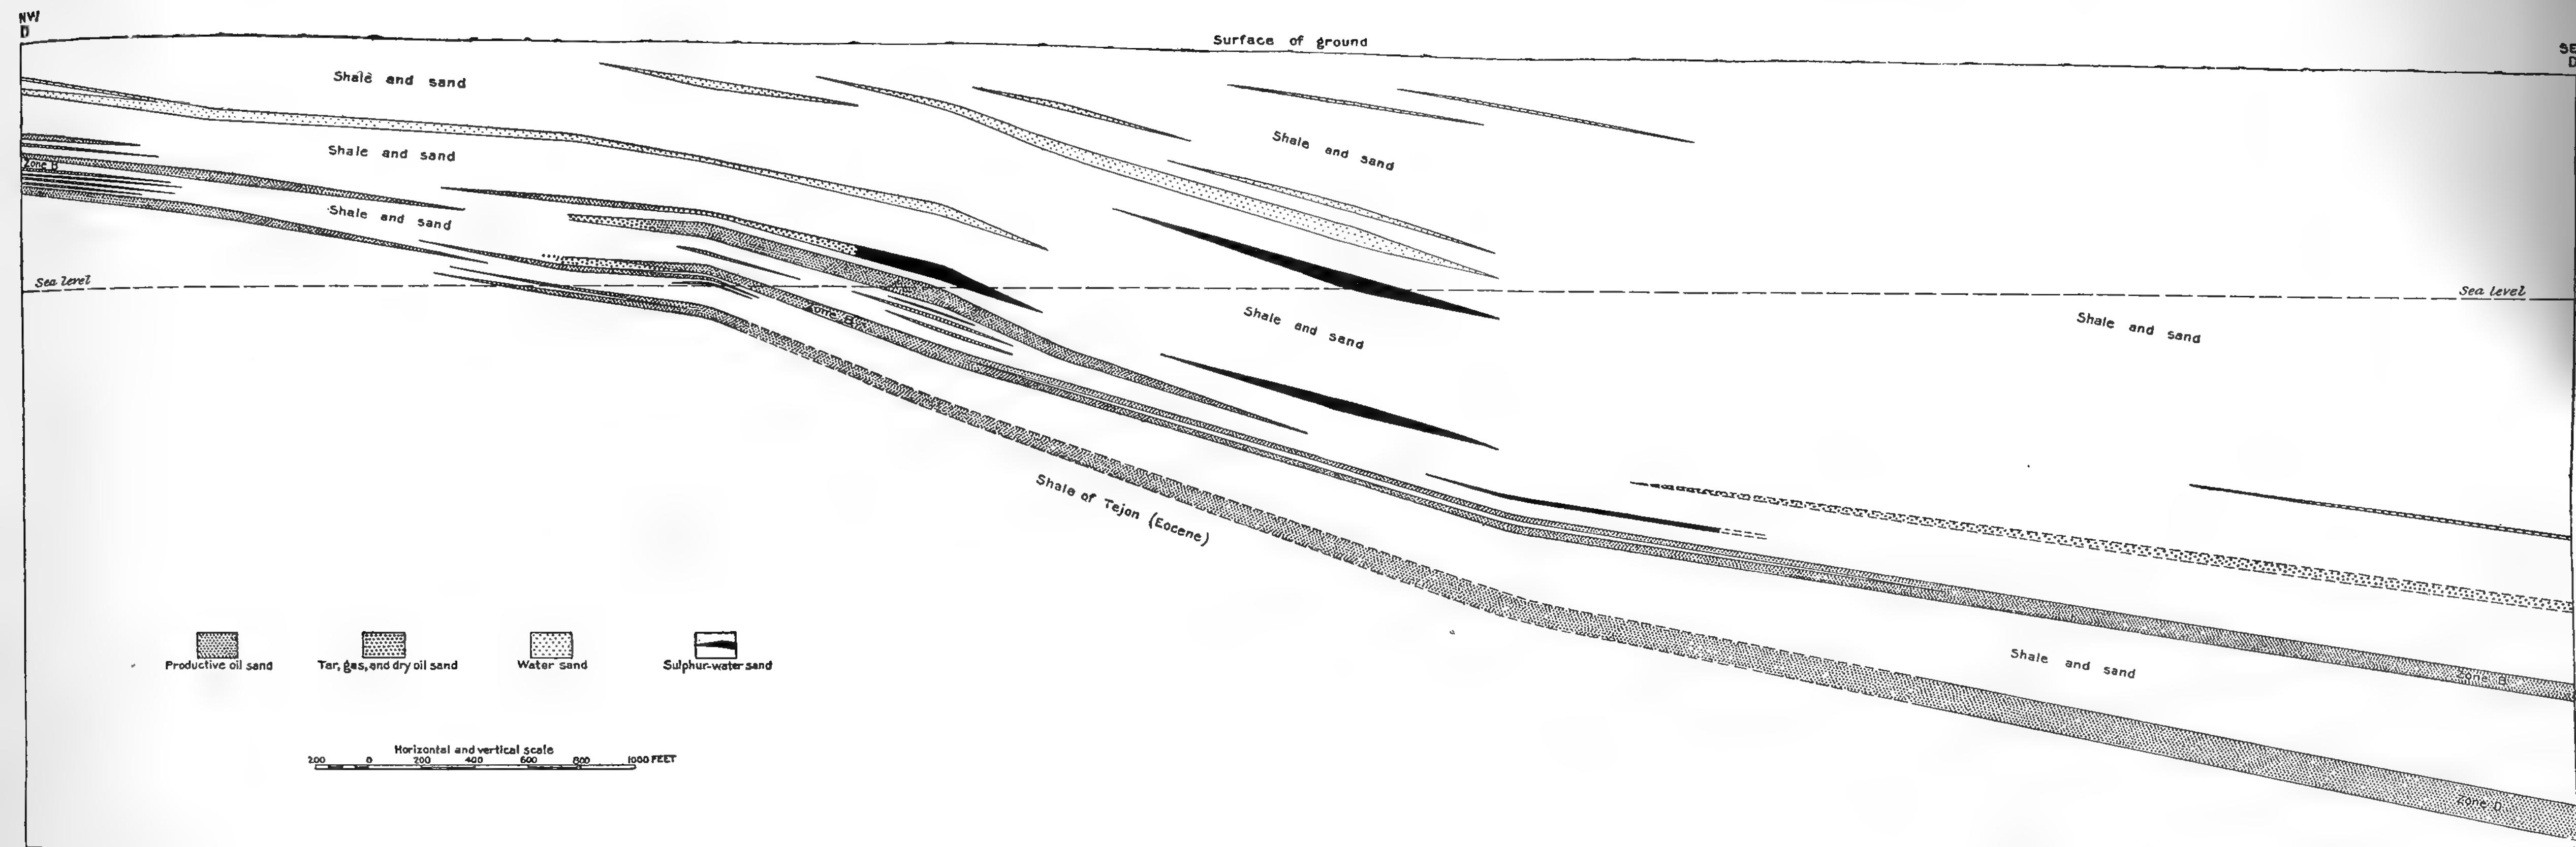 NW
D
SE
D
Surface of ground
Shale and sand
Shale and sand
Shale and sand
Zone B
Shale and sand
Sea level
Sea level
Shale and sand
Shale and sand
Zone B
Shale of Tejon (Eocene)
Shale and sand
Zone B
Zone D
Productive oil sand
Tar, gas, and dry oil sand
Water sand
Sulphur-water sand
Horizontal and vertical scale
200 0 200 400 600 800 1000 FEET